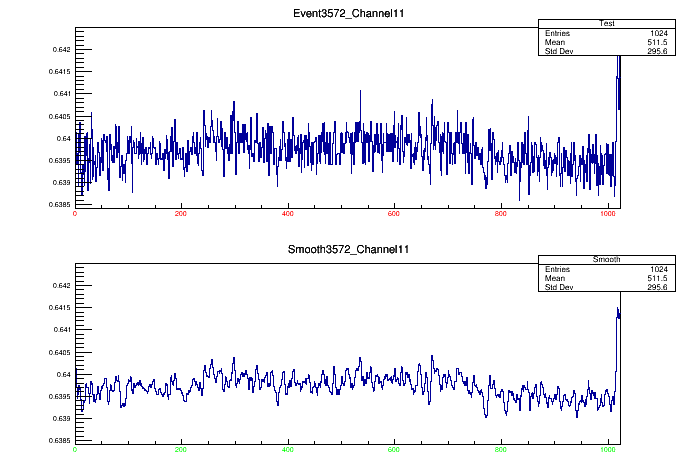 Event3572_Channel11
Test
Entries 1024
Mean 511.5
Std Dev 295.6
0.642
0.6415
0.641
0.6405
0.64
0.6395
0.639
0.6385
0 200 400 600 800 1000
Smooth3572_Channel11
Smooth
Entries 1024
Mean 511.5
Std Dev 295.6
0.642
0.6415
0.641
0.6405
0.64
0.6395
0.639
0.6385
0 200 400 600 800 1000